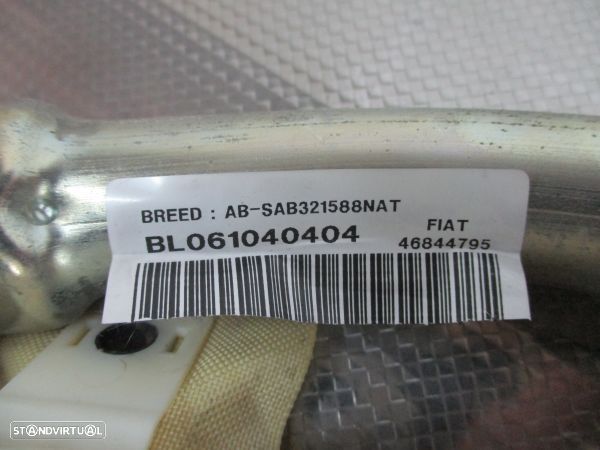 BREED : AB-SAB321588NAT
BL061040404
FIAT
46844795
STANDVIRTUAL